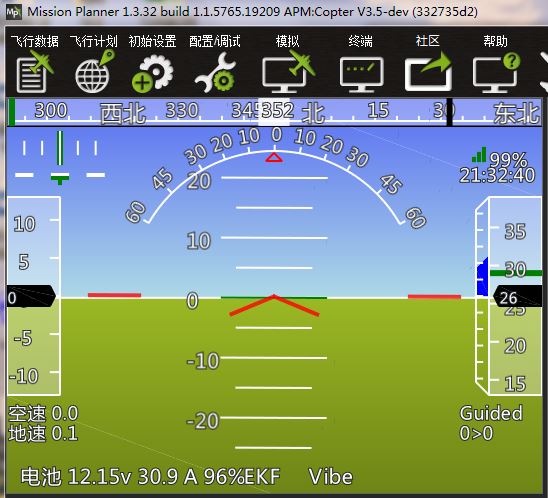 Mission Planner 1.3.32 build 1.1.5765.19209 APM:Copter V3.5-dev (332735d2)
飞行数据 飞行计划 初始设置 配置/调试 模拟 终端 社区 帮助
300 西北 330 345 352 北 15 30 东北
60 45 30 20 10 0 10 20 30 45 60
99%
21:32:40
20
10
0
-10
-20
10
5
0
-5
-10
35
30
26
25
20
15
空速 0.0
地速 0.1
Guided
0>0
电池 12.15v 30.9 A 96% EKF Vibe